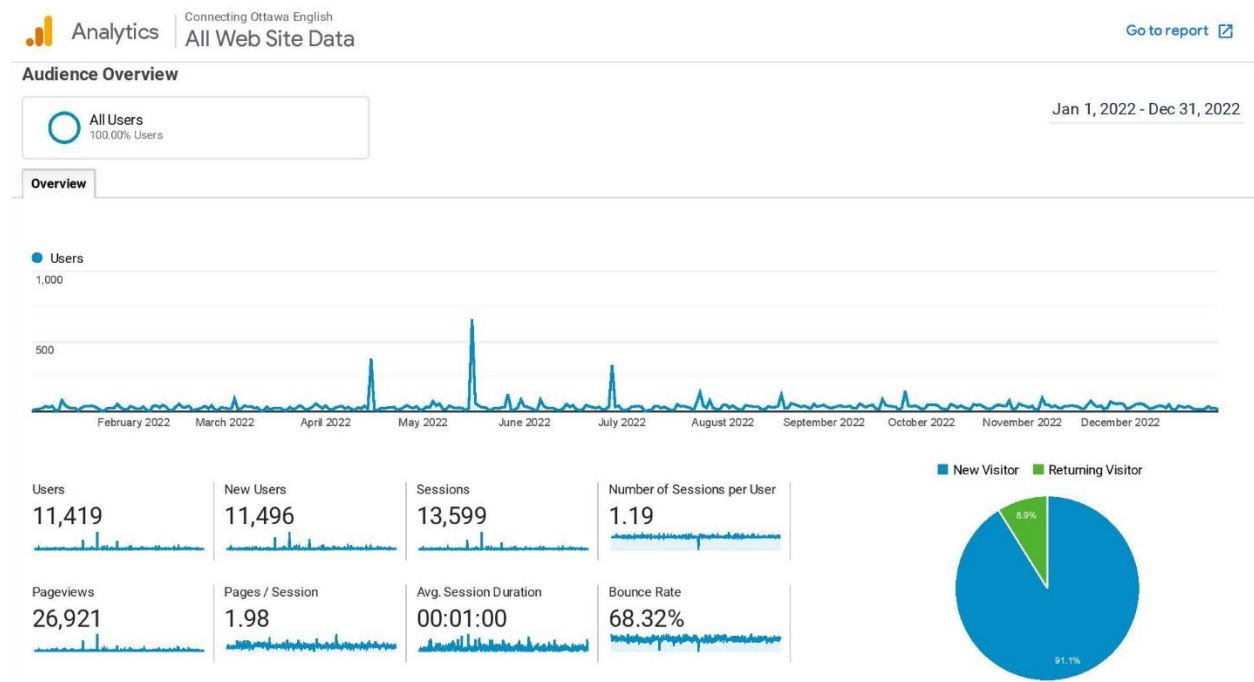 Analytics
Connecting Ottawa English
All Web Site Data
Go to report
Audience Overview
All Users
100.00% Users
Jan 1, 2022 - Dec 31, 2022
Overview
Users
1,000
500
February 2022 March 2022 April 2022 May 2022 June 2022 July 2022 August 2022 September 2022 October 2022 November 2022 December 2022
New Visitor Returning Visitor
Users
11,419
New Users
11,496
Sessions
13,599
Number of Sessions per User
1.19
Pageviews
26,921
Pages / Session
1.98
Avg. Session Duration
00:01:00
Bounce Rate
68.32%
8.9%
91.1%